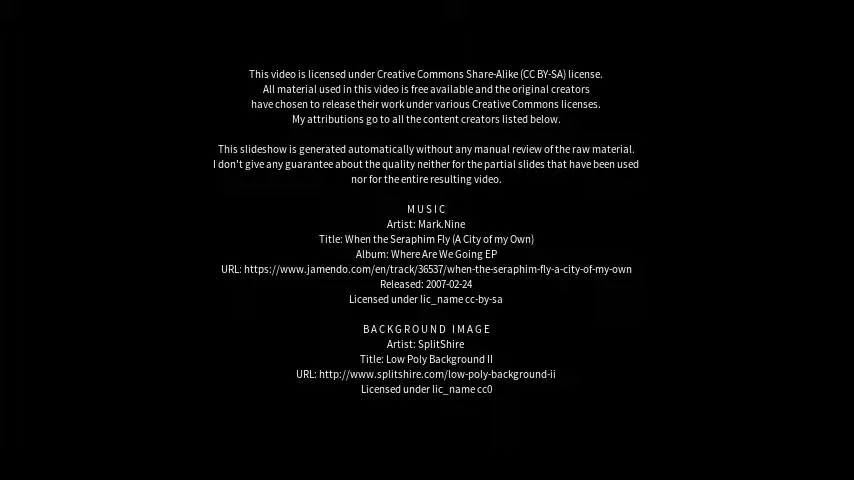 This video is licensed under Creative Commons Share-Alike (CC BY-SA) license.
All material used in this video is free available and the original creators
have chosen to release their work under various Creative Commons licenses.
My attributions go to all the content creators listed below.
This slideshow is generated automatically without any manual review of the raw material.
I don't give any guarantee about the quality neither for the partial slides that have been used
nor for the entire resulting video.
MUSIC
Artist: Mark.Nine
Title: When the Seraphim Fly (A City of my Own)
Album: Where Are We Going EP
URL: https://www.jamendo.com/en/track/36537/when-the-seraphim-fly-a-city-of-my-own
Released: 2007-02-24
Licensed under lic_name cc-by-sa
BACKGROUND IMAGE
Artist: SplitShire
Title: Low Poly Background II
URL: http://www.splitshire.com/low-poly-background-ii
Licensed under lic_name cc0